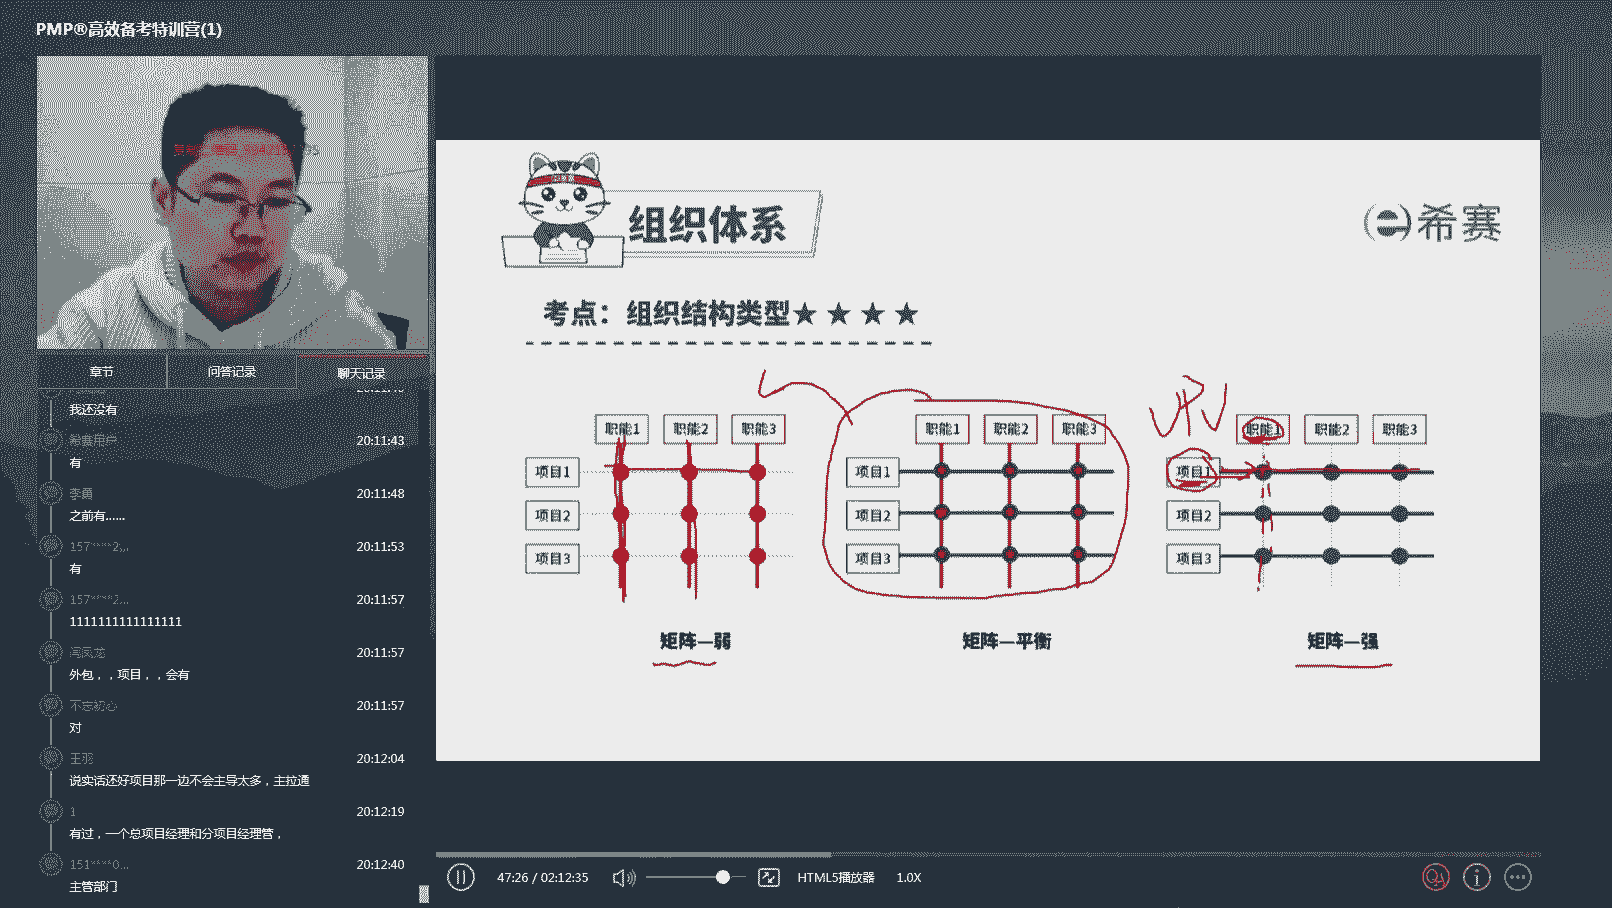 PMP®高效备考特训营(1)
章节
问答记录
聊天记录
我还没有
希赛用户
20:11:43
有
李勇
20:11:48
之前有......
20:11:53
有
20:11:57
1111111111111111
闫凤龙
20:11:57
外包，，项目，，会有
不忘初心
20:11:57
对
王羽
20:12:04
说实话还好项目那一边不会主导太多，主拉通
1
20:12:19
有过，一个总项目经理和分项目经理管，
151****0...
20:12:40
主管部门
组织体系
希赛
考点：组织结构类型★★★★
职能1
职能2
职能3
项目1
项目2
项目3
矩阵—弱
职能1
职能2
职能3
项目1
项目2
项目3
矩阵—平衡
职能1
职能2
职能3
项目1
项目2
项目3
矩阵—强
47:26 / 02:12:35
HTML5播放器
1.0X
QA